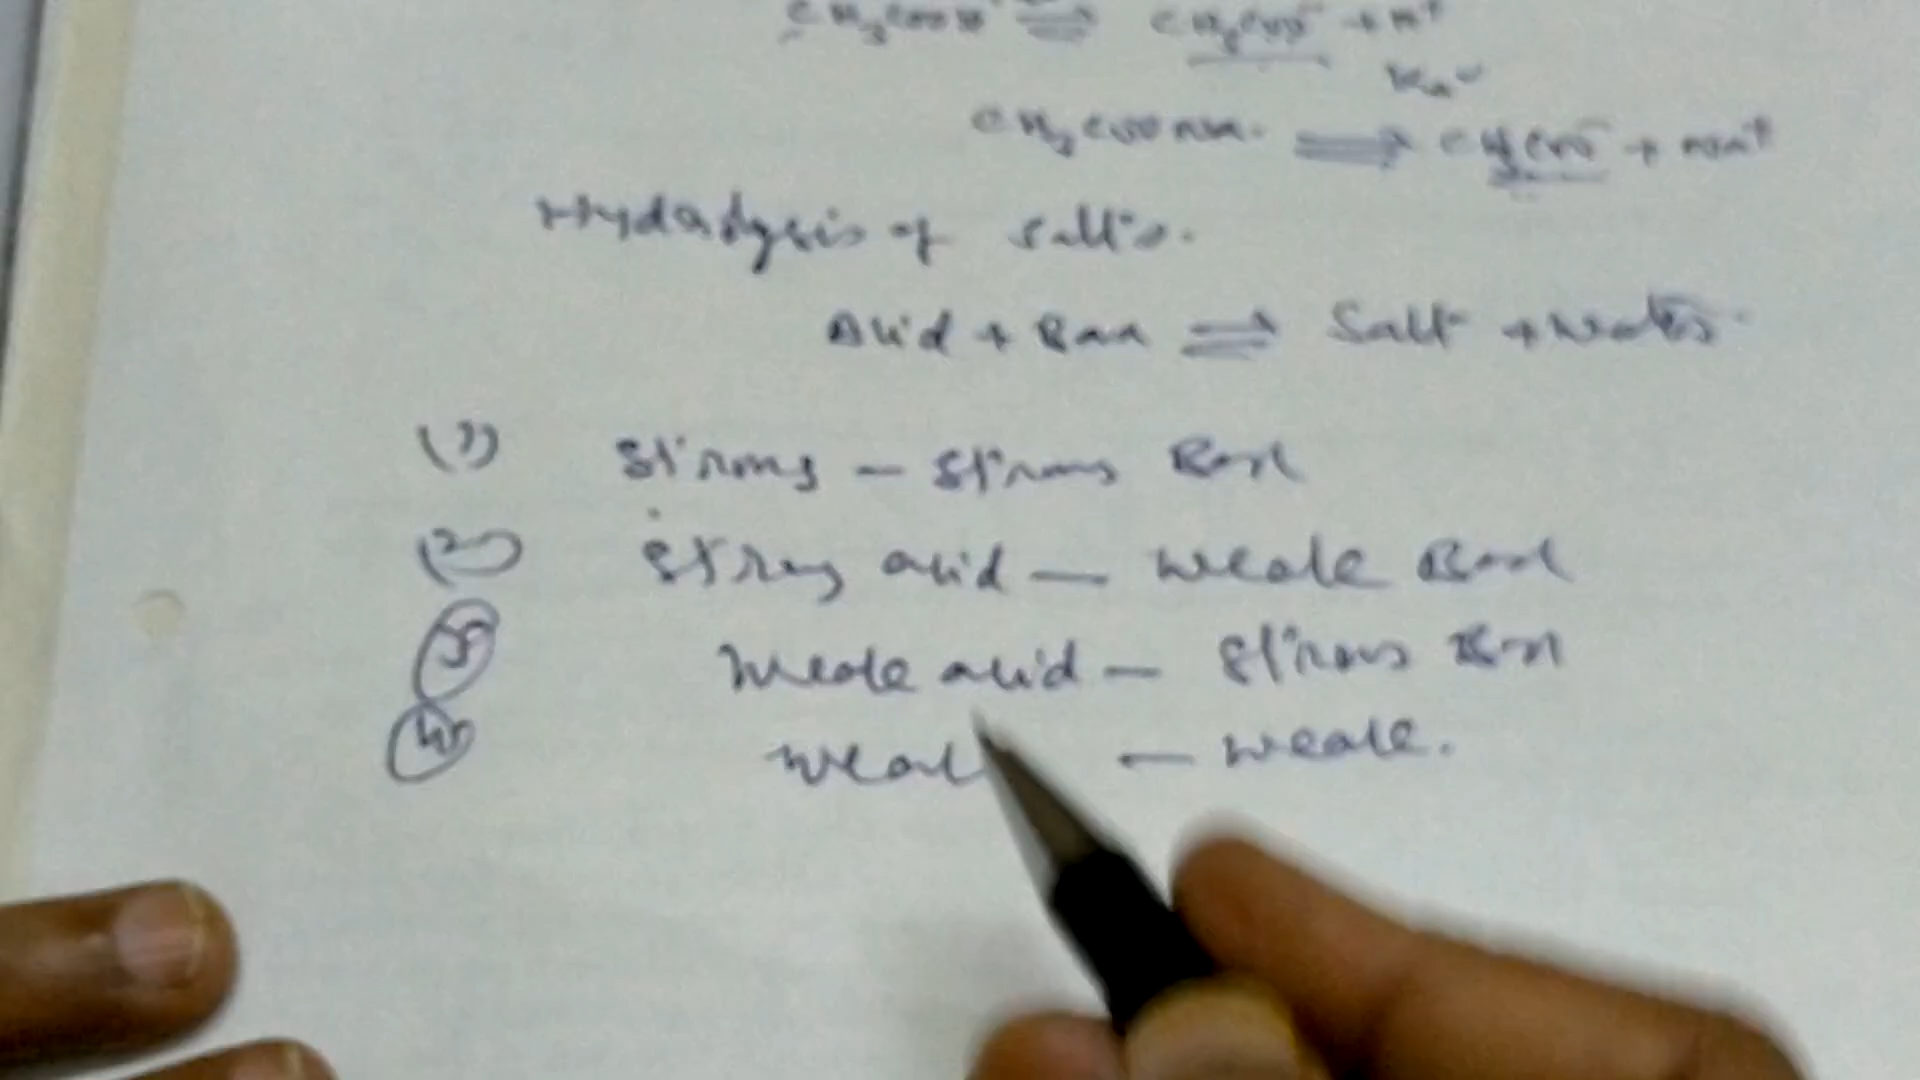 CH3COOH ⇌ CH3COO- + H+
Ka
CH3COONa. ⇌ CH3COO- + Na+
Hydrolysis of salts.
Acid + Base ⇌ Salt + Water.
(1) Strong - Strong Base
(2) Strong acid - weak Base
(3) Weak acid - Strong Base
(4) Weak - weak.